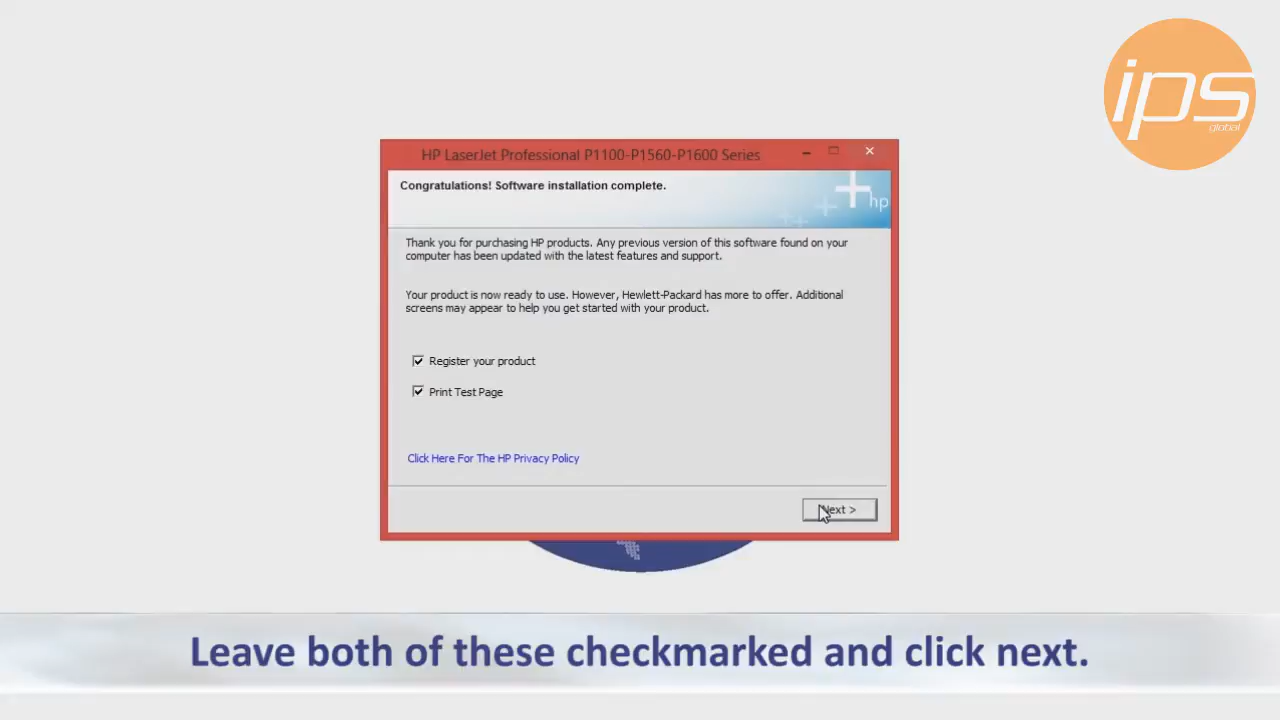 ips
global
HP LaserJet Professional P1100-P1560-P1600 Series
Congratulations! Software installation complete.
hp
Thank you for purchasing HP products. Any previous version of this software found on your
computer has been updated with the latest features and support.
Your product is now ready to use. However, Hewlett-Packard has more to offer. Additional
screens may appear to help you get started with your product.
Register your product
Print Test Page
Click Here For The HP Privacy Policy
Next >
Leave both of these checkmarked and click next.